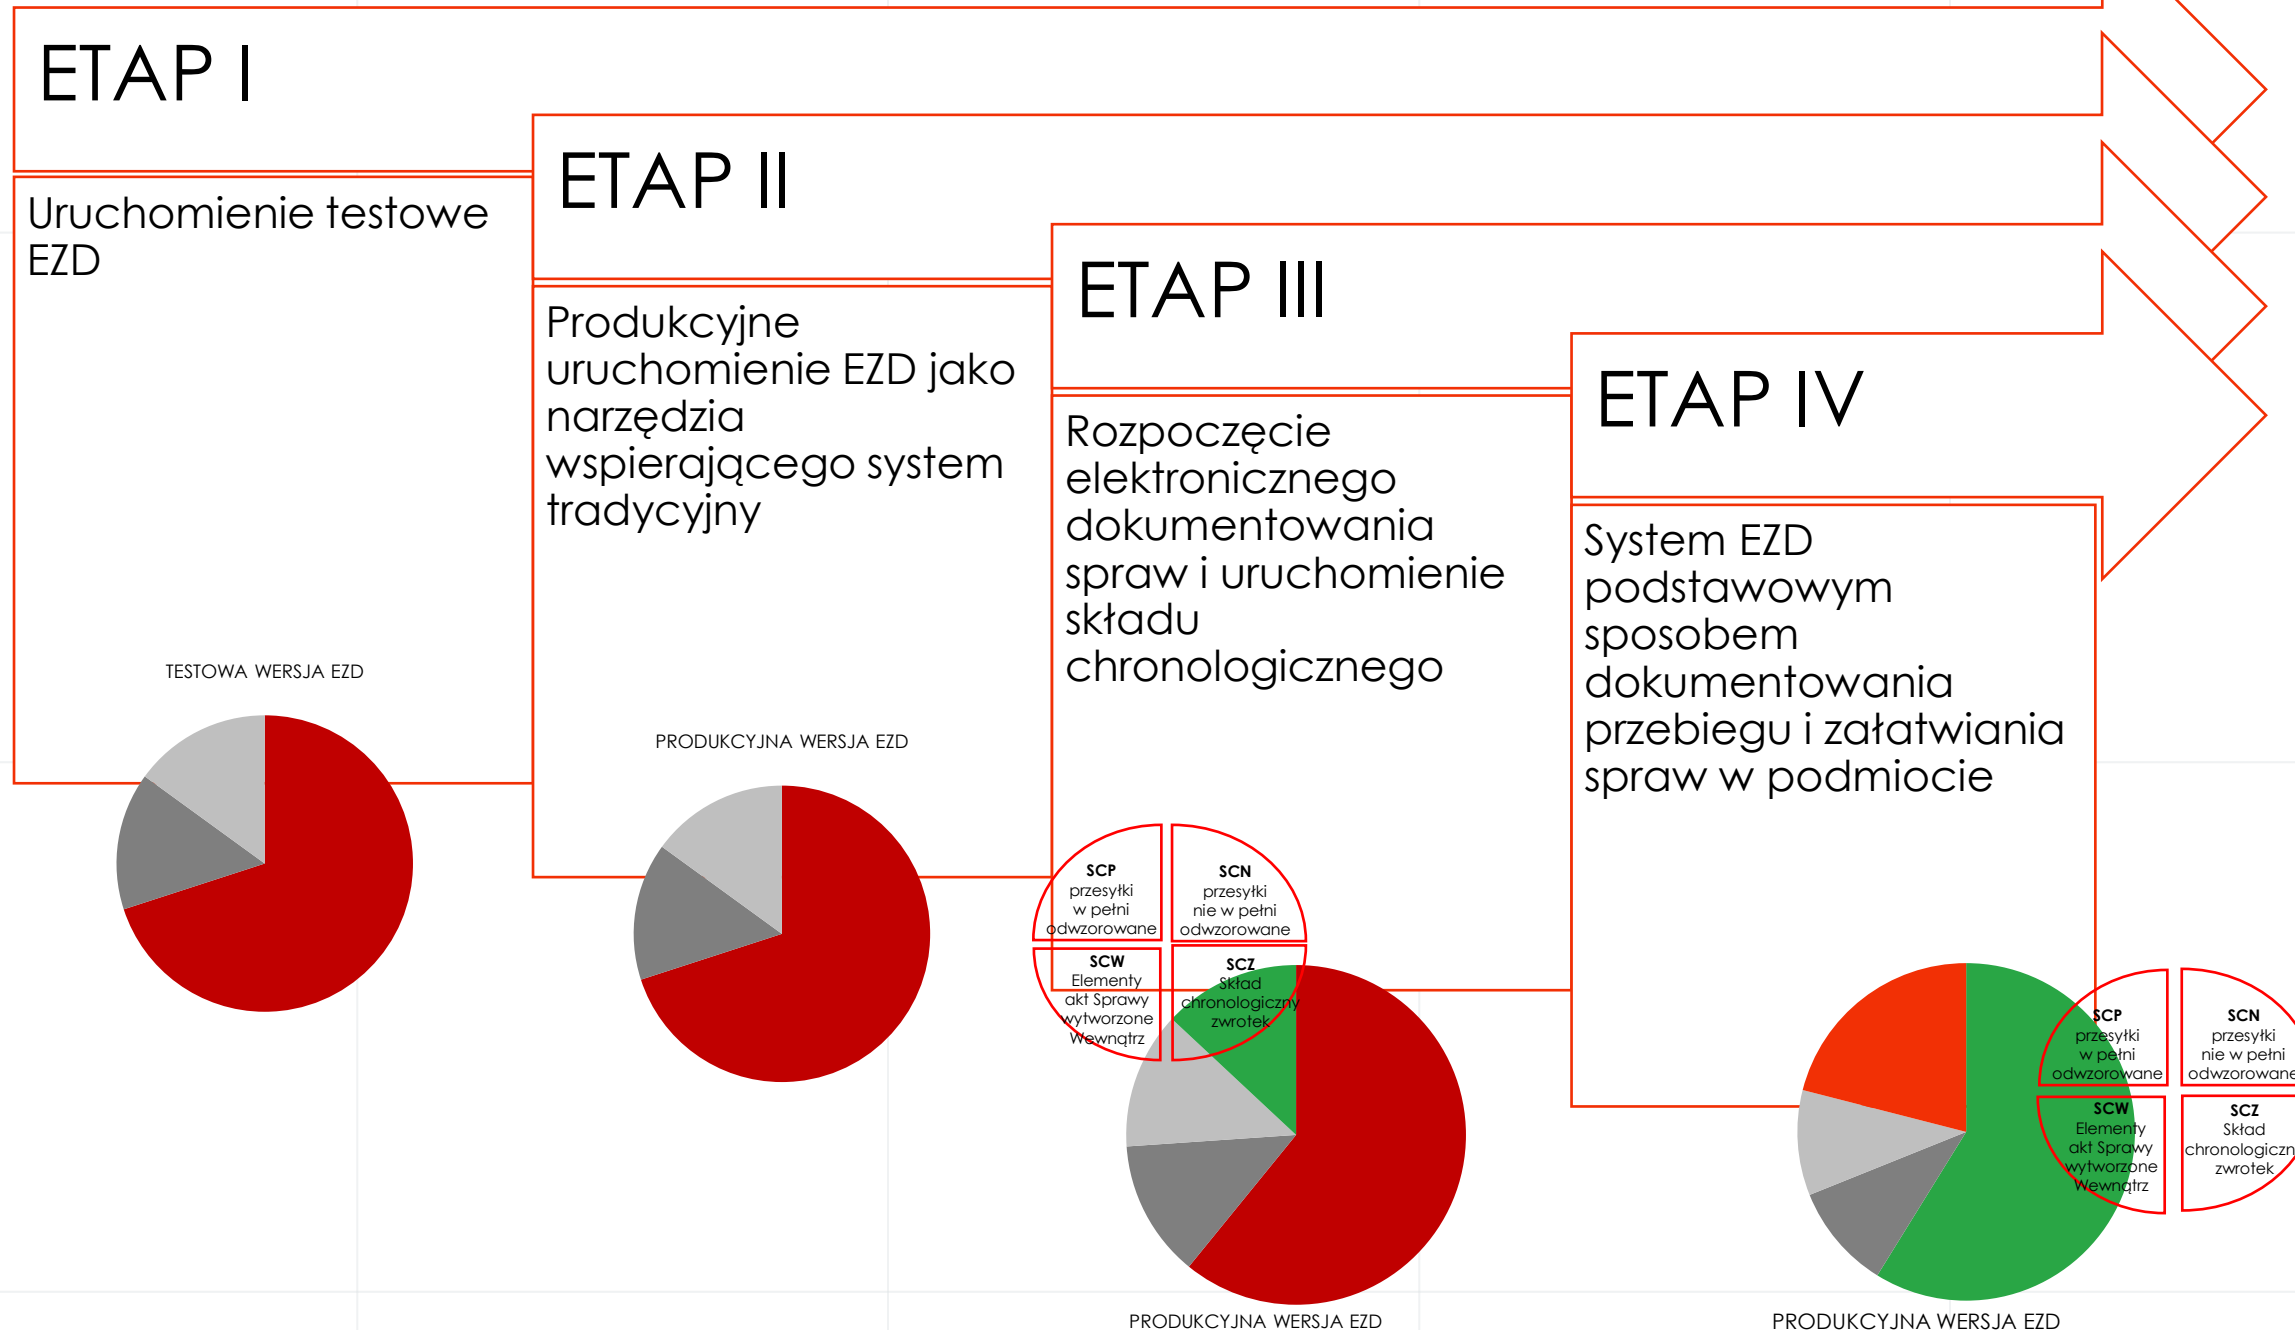 ETAP I
Uruchomienie testowe
EZD
TESTOWA WERSJA EZD
ETAP II
Produkcyjne
uruchomienie EZD jako
narzędzia
wspierającego system
tradycyjny
PRODUKCYJNA WERSJA EZD
ETAP III
Rozpoczęcie
elektronicznego
dokumentowania
spraw i uruchomienie
składu
chronologicznego
SCP
przesyłki
w pełni
odwzorowane
SCN
przesyłki
nie w pełni
odwzorowane
SCW
Elementy
akt Sprawy
wytworzone
Wewnątrz
SCZ
Skład
chronologiczny
zwrotek
PRODUKCYJNA WERSJA EZD
ETAP IV
System EZD
podstawowym
sposobem
dokumentowania
przebiegu i załatwiania
spraw w podmiocie
SCP
przesyłki
w pełni
odwzorowane
SCN
przesyłki
nie w pełni
odwzorowane
SCW
Elementy
akt Sprawy
wytworzone
Wewnątrz
SCZ
Skład
chronologiczn
zwrotek
PRODUKCYJNA WERSJA EZD